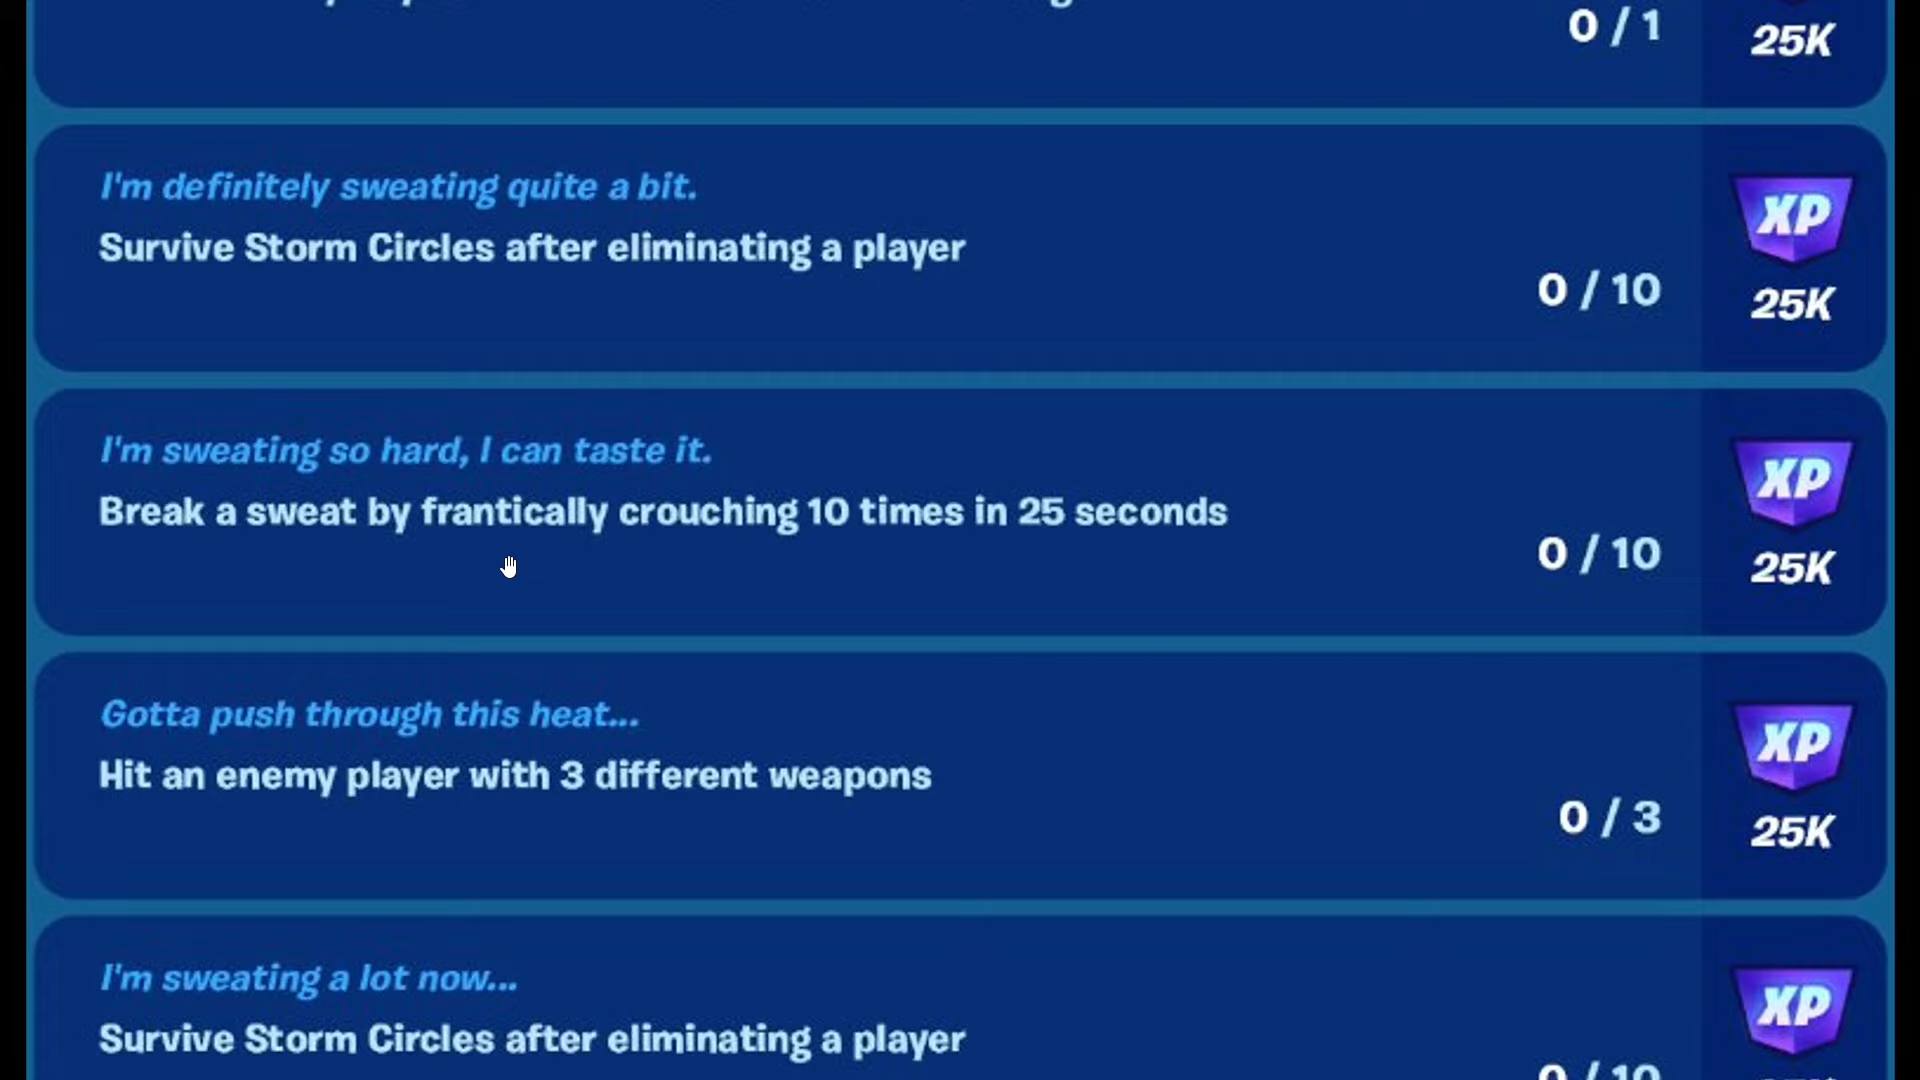 0 / 1
25K
I'm definitely sweating quite a bit.
Survive Storm Circles after eliminating a player
0 / 10
XP
25K
I'm sweating so hard, I can taste it.
Break a sweat by frantically crouching 10 times in 25 seconds
0 / 10
XP
25K
Gotta push through this heat...
Hit an enemy player with 3 different weapons
0 / 3
XP
25K
I'm sweating a lot now...
Survive Storm Circles after eliminating a player
0 / 10
XP